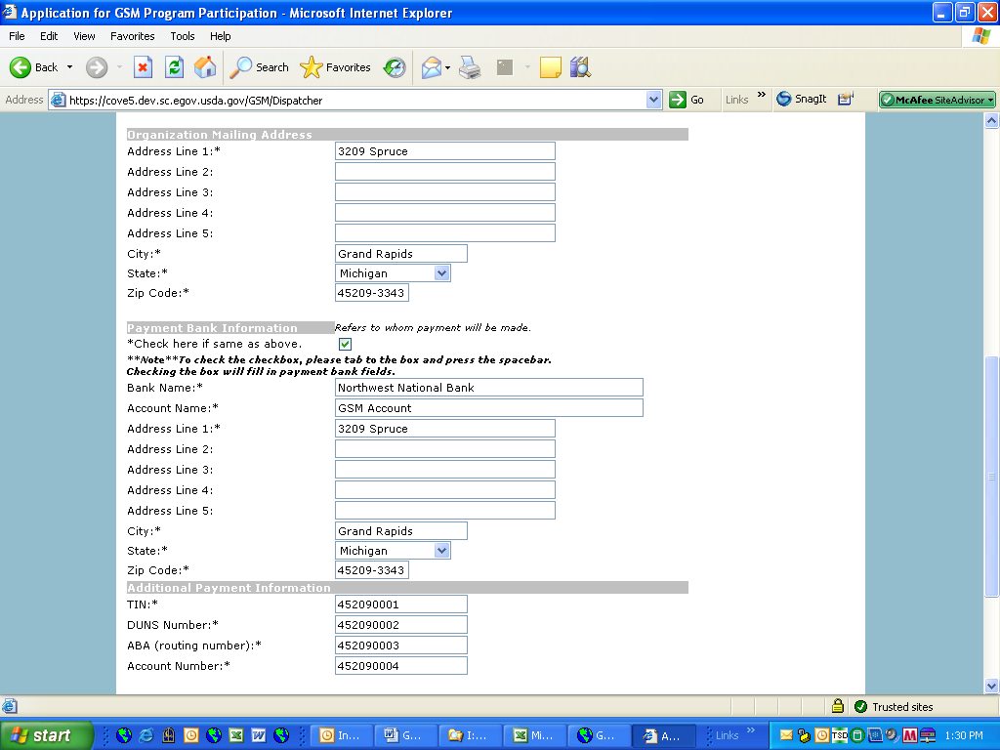 Application for GSM Program Participation - Microsoft Internet Explorer
File Edit View Favorites Tools Help
Back Search Favorites
Address https://cove5.dev.sc.egov.usda.gov/GSM/Dispatcher Go Links » SnagIt McAfee SiteAdvisor
Organization Mailing Address
Address Line 1:* 3209 Spruce
Address Line 2:
Address Line 3:
Address Line 4:
Address Line 5:
City:* Grand Rapids
State:* Michigan
Zip Code:* 45209-3343
Payment Bank Information Refers to whom payment will be made.
*Check here if same as above.
**Note**To check the checkbox, please tab to the box and press the spacebar.
Checking the box will fill in payment bank fields.
Bank Name:* Northwest National Bank
Account Name:* GSM Account
Address Line 1:* 3209 Spruce
Address Line 2:
Address Line 3:
Address Line 4:
Address Line 5:
City:* Grand Rapids
State:* Michigan
Zip Code:* 45209-3343
Additional Payment Information
TIN:* 452090001
DUNS Number:* 452090002
ABA (routing number):* 452090003
Account Number:* 452090004
Trusted sites
start In... G... I:... Mi... G... A... Links » TSD 1:30 PM